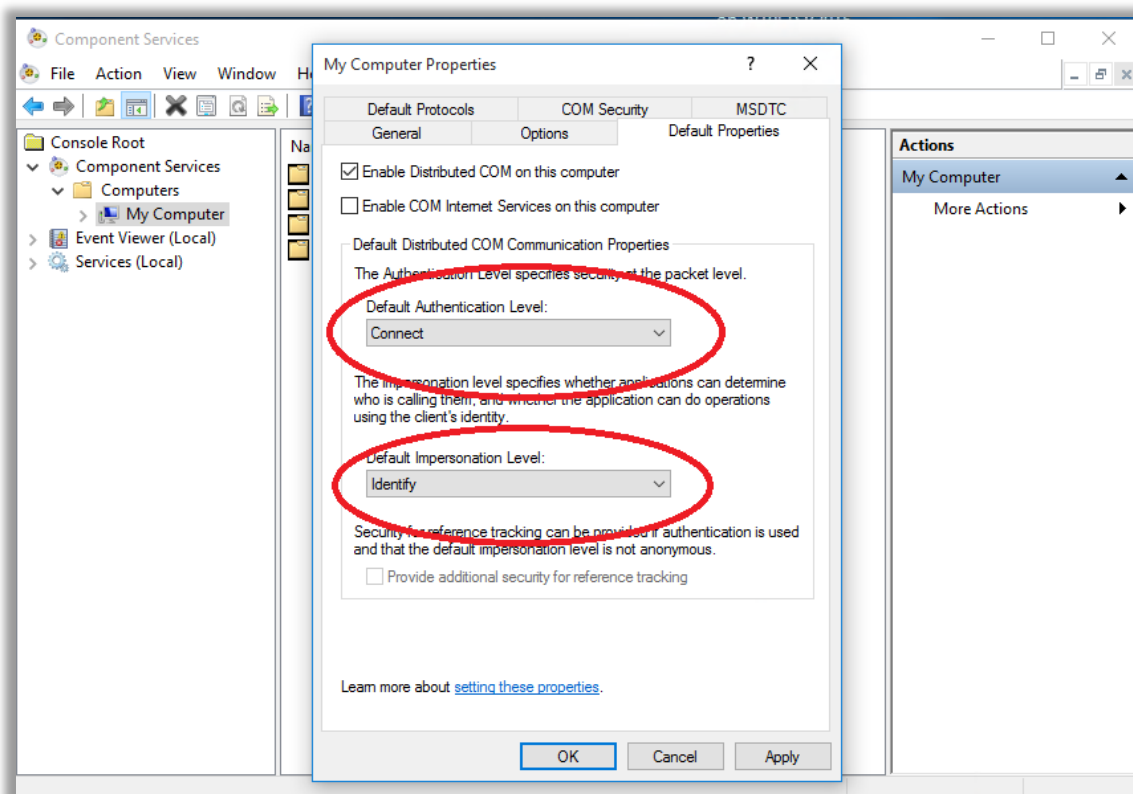 Component Services
File Action View Window
My Computer Properties
?
Default Protocols COM Security MSDTC
General Options Default Properties
Console Root
Component Services
Computers
My Computer
Event Viewer (Local)
Services (Local)
Enable Distributed COM on this computer
Enable COM Internet Services on this computer
Default Distributed COM Communication Properties
The Authentication Level specifies security at the packet level.
Default Authentication Level:
Connect
The impersonation level specifies whether applications can determine
who is calling them, and whether the application can do operations
using the client's identity.
Default Impersonation Level:
Identify
Security for reference tracking can be provided if authentication is used
and that the default impersonation level is not anonymous.
Provide additional security for reference tracking
Learn more about setting these properties.
OK Cancel Apply
Actions
My Computer
More Actions